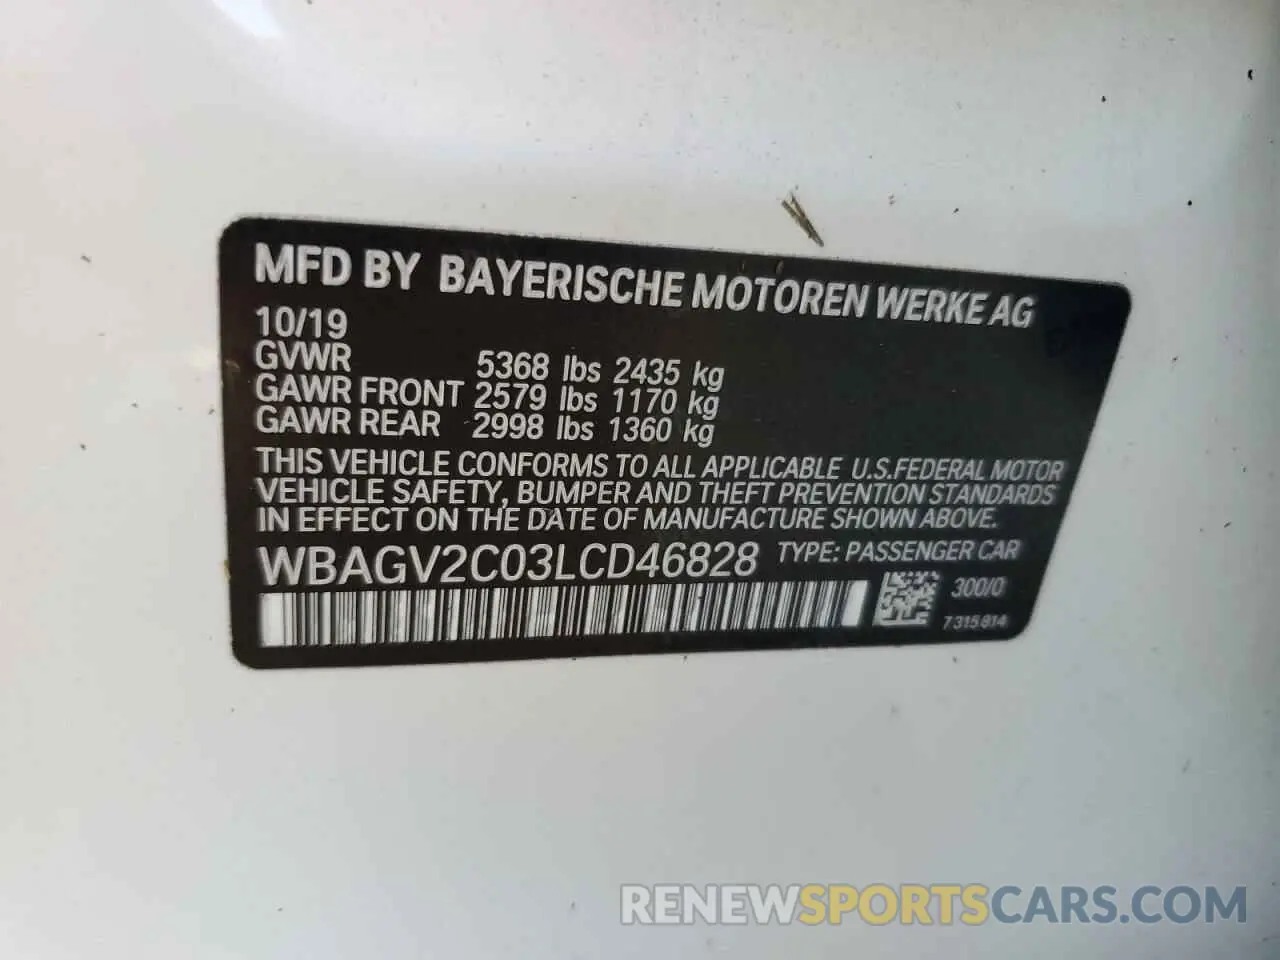 MFD BY BAYERISCHE MOTOREN WERKE AG
10/19
GVWR 5368 lbs 2435 kg
GAWR FRONT 2579 lbs 1170 kg
GAWR REAR 2998 lbs 1360 kg
THIS VEHICLE CONFORMS TO ALL APPLICABLE U.S.FEDERAL MOTOR
VEHICLE SAFETY, BUMPER AND THEFT PREVENTION STANDARDS
IN EFFECT ON THE DATE OF MANUFACTURE SHOWN ABOVE.
WBAGV2C03LCD46828 TYPE: PASSENGER CAR
300/0
7 315 814
RENEWSPORTSCARS.COM